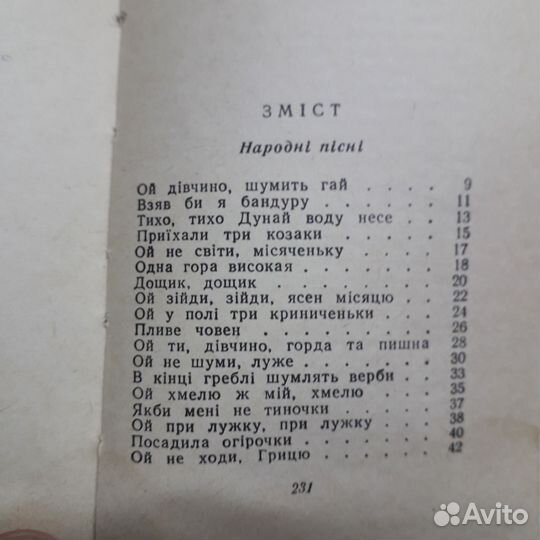 ЗМІСТ
Народні пісні
Ой дівчино, шумить гай . . . . 9
Взяв би я бандуру . . . . . . 11
Тихо, тихо Дунай воду несе . . 13
Приїхали три козаки . . . . . 15
Ой не світи, місяченьку . . . . 17
Одна гора високая . . . . . . 18
Дощик, дощик . . . . . . . 20
Ой зійди, зійди, ясен місяцю . . 22
Ой у полі три криниченьки . . . 24
Пливе човен . . . . . . . . 26
Ой ти, дівчино, горда та пишна 28
Ой не шуми, луже . . . . . . 30
В кінці греблі шумлять верби . . 33
Ой хмелю ж мій, хмелю . . . . 35
Якби мені не тиночки . . . . . 37
Ой при лужку, при лужку . . . 38
Посадила огірочки . . . . . . 40
Ой не ходи, Грицю . . . . . . 42
231
Avito